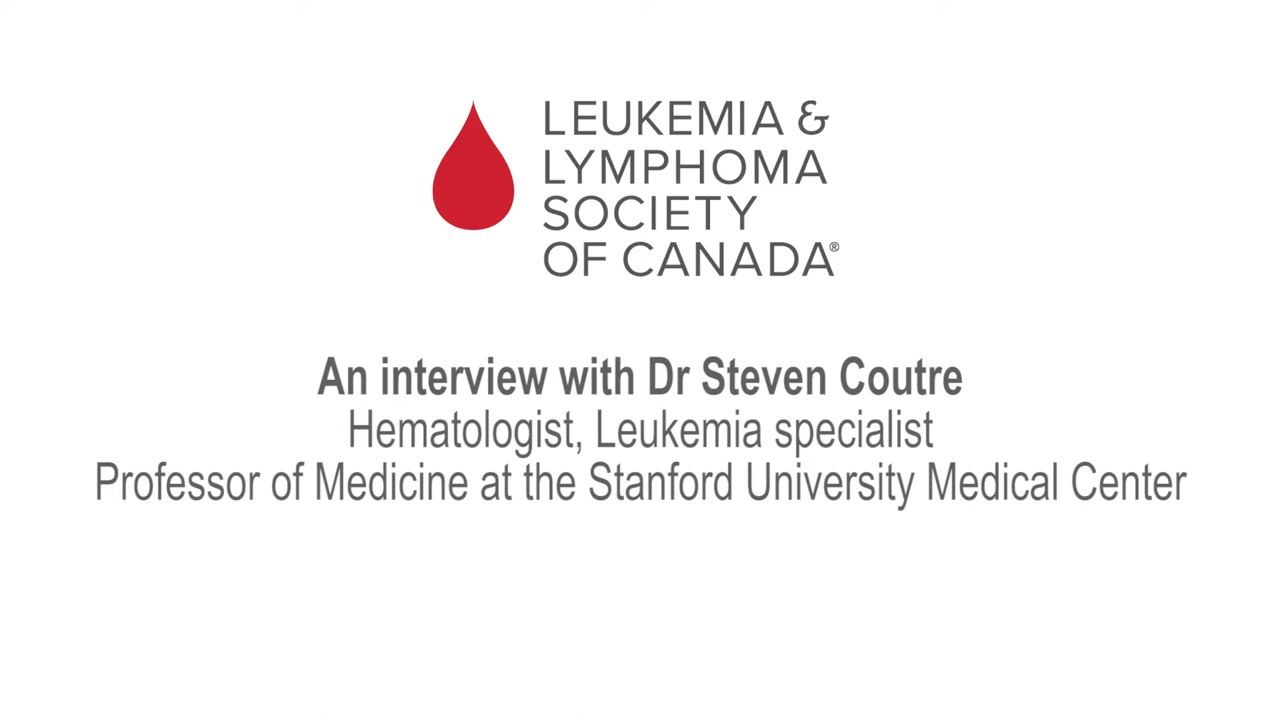 LEUKEMIA &
LYMPHOMA
SOCIETY
OF CANADA®
An interview with Dr Steven Coutre
Hematologist, Leukemia specialist
Professor of Medicine at the Stanford University Medical Center